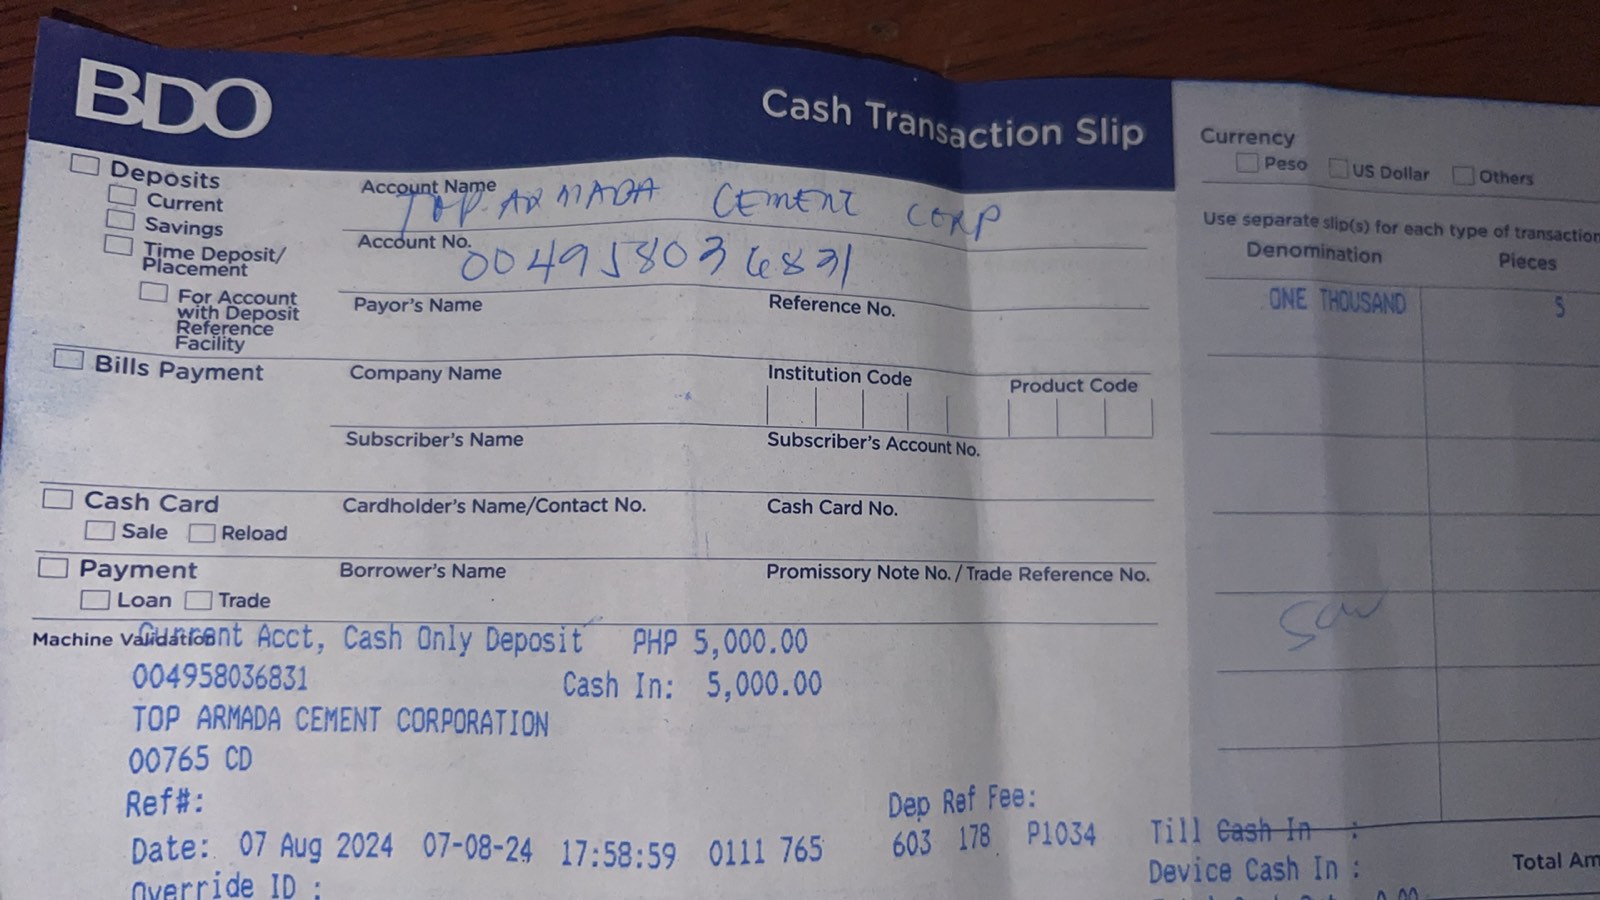 BDO
Cash Transaction Slip
Deposits
Current
Savings
Time Deposit/
Placement
For Account
with Deposit
Reference
Facility
Account Name
TOP ARMADA CEMENT CORP
Account No.
004958036831
Payor's Name
Reference No.
Bills Payment
Company Name
Institution Code
Product Code
Subscriber's Name
Subscriber's Account No.
Cash Card
Sale Reload
Cardholder's Name/Contact No.
Cash Card No.
Payment
Loan Trade
Borrower's Name
Promissory Note No. / Trade Reference No.
Machine Validation
Current Acct, Cash Only Deposit PHP 5,000.00
004958036831 Cash In: 5,000.00
TOP ARMADA CEMENT CORPORATION
00765 CD
Ref#: Dep Ref Fee:
Date: 07 Aug 2024 07-08-24 17:58:59 0111 765 603 178 P1034 Till Cash In :
Override ID : Device Cash In :
Currency
Peso US Dollar Others
Use separate slip(s) for each type of transaction
Denomination Pieces
ONE THOUSAND 5
Total Am